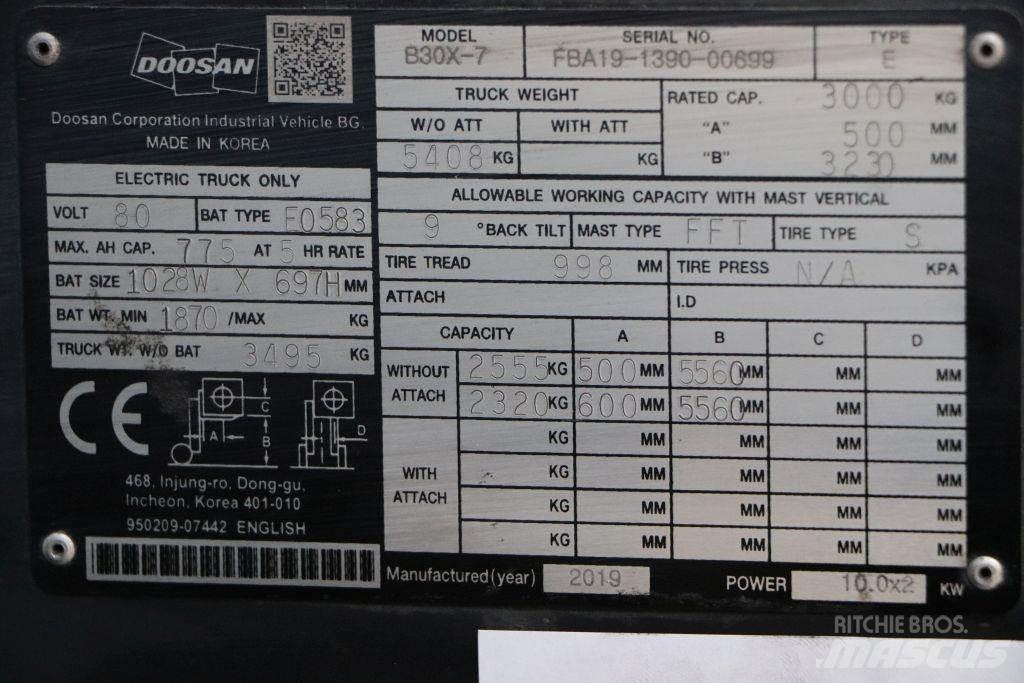 DOOSAN
Doosan Corporation Industrial Vehicle BG.
MADE IN KOREA
MODEL SERIAL NO. TYPE
B30X-7 FBA19-1390-00699 E
TRUCK WEIGHT RATED CAP. 3000 KG
W/O ATT WITH ATT "A" 500 MM
5408 KG KG "B" 3230 MM
ELECTRIC TRUCK ONLY
VOLT 80 BAT TYPE E0583
MAX. AH CAP. 775 AT 5 HR RATE
BAT SIZE 1028W X 697H MM
BAT WT. MIN 1870 /MAX KG
TRUCK WT. W/O BAT 3495 KG
ALLOWABLE WORKING CAPACITY WITH MAST VERTICAL
9 °BACK TILT MAST TYPE FFT TIRE TYPE S
TIRE TREAD 998 MM TIRE PRESS N/A KPA
ATTACH I.D
CAPACITY A B C D
WITHOUT ATTACH 2555 KG 500 MM 5560 MM MM MM
2320 KG 600 MM 5560 MM MM MM
WITH ATTACH KG MM MM MM MM
KG MM MM MM MM
KG MM MM MM MM
KG MM MM MM MM
CE
C
A B D
468, Injung-ro, Dong-gu,
Incheon, Korea 401-010
950209-07442 ENGLISH
Manufactured(year) 2019 POWER 10.0x2 KW
RITCHIE BROS.
MASCUS